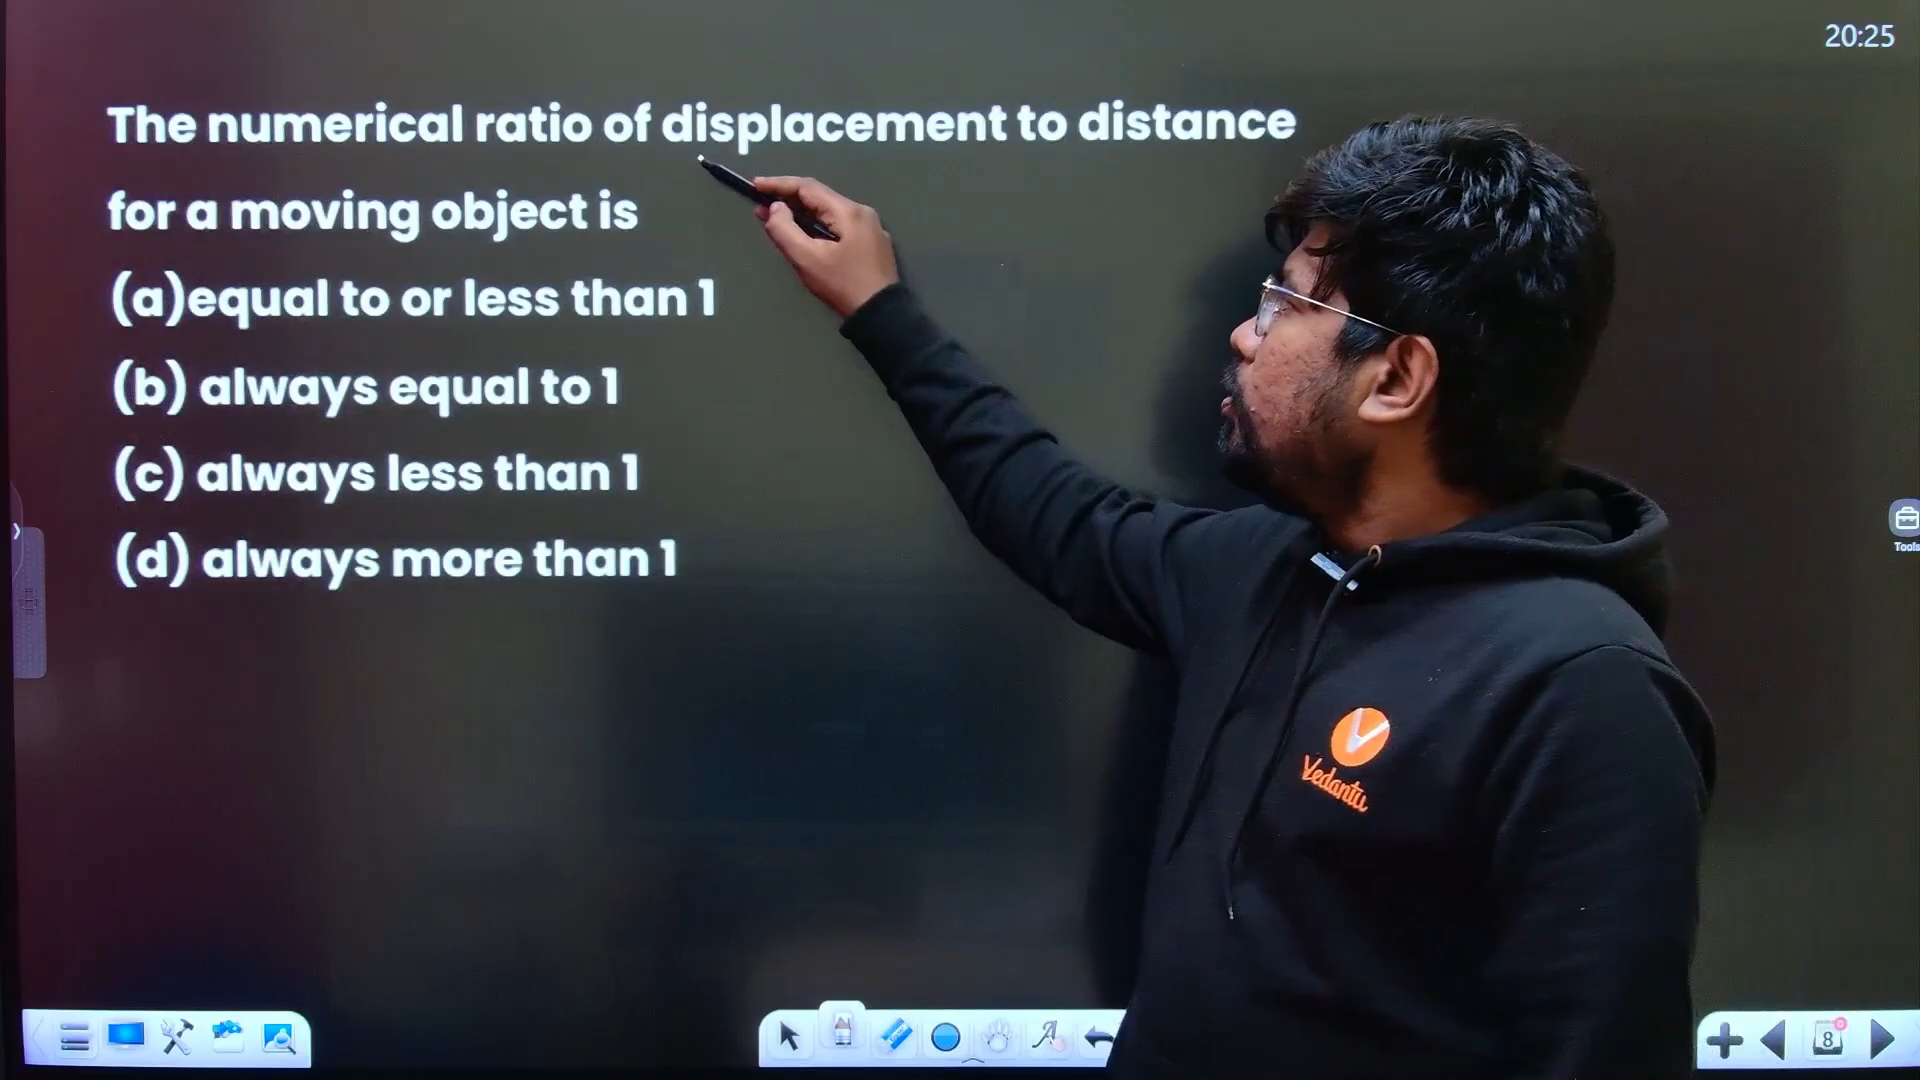 20:25
The numerical ratio of displacement to distance
for a moving object is
(a)equal to or less than 1
(b) always equal to 1
(c) always less than 1
(d) always more than 1
Tools
Vedantu
A
0
8